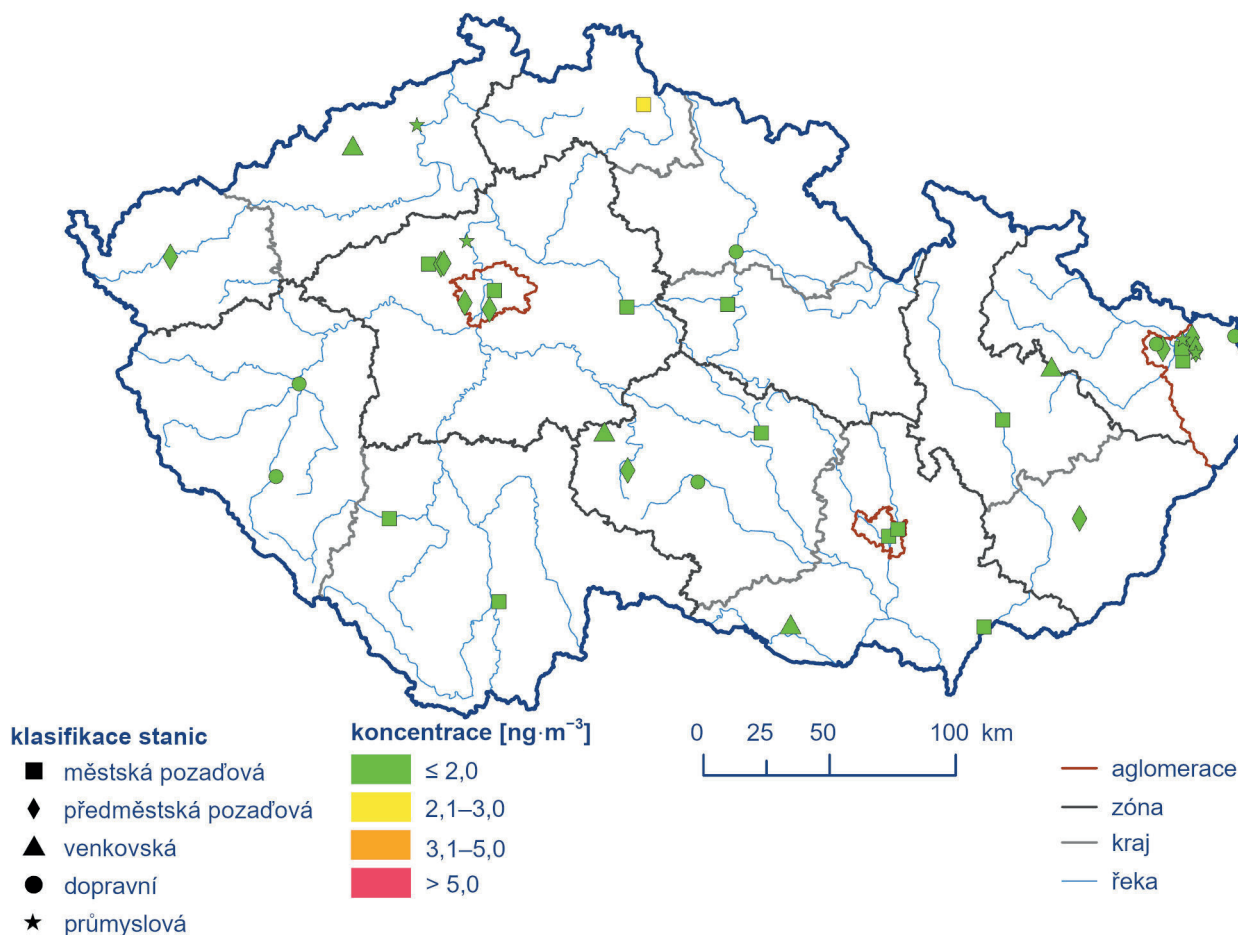 klasifikace stanic
městská pozaďová
předměstská pozaďová
venkovská
dopravní
průmyslová
koncentrace [ng·m⁻³]
≤ 2,0
2,1–3,0
3,1–5,0
> 5,0
0 25 50 100 km
aglomerace
zóna
kraj
řeka